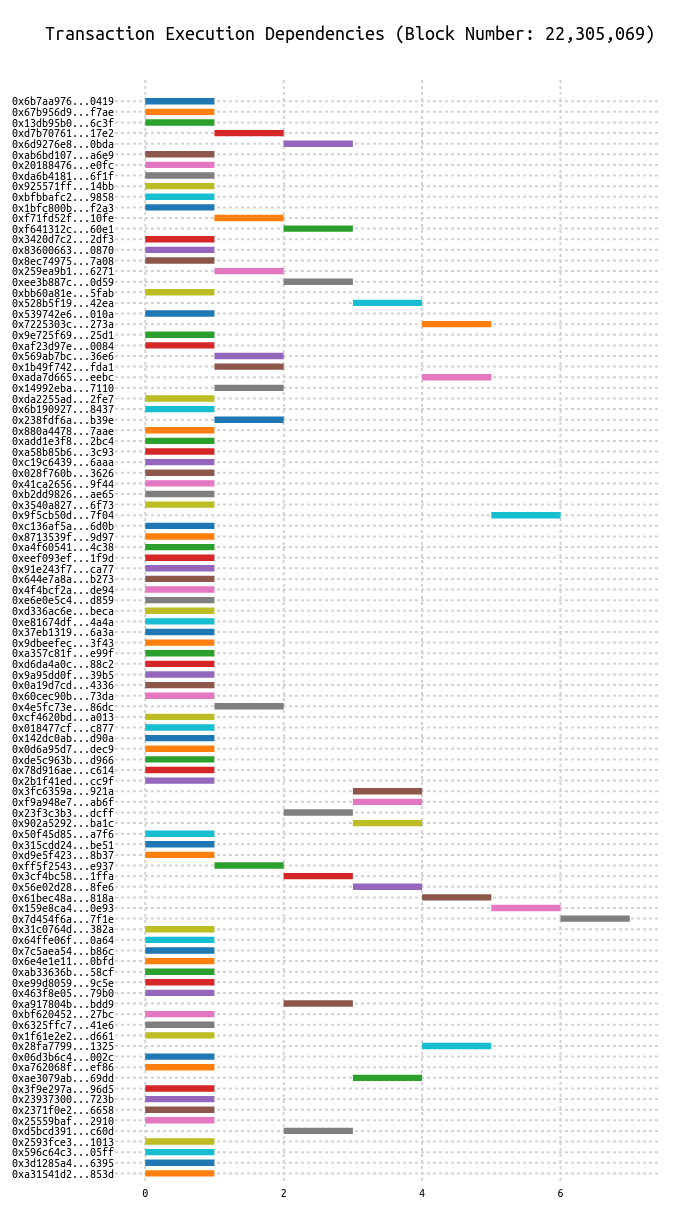 Transaction Execution Dependencies (Block Number: 22,305,069)
0x6b7aa976...0419
0x67b956d9...f7ae
0x13db95b0...6c3f
0xd7b70761...17e2
0x6d9276e8...0bda
0xab6bd107...a6e9
0x20188476...e0fc
0xda6b4181...6f1f
0x925571ff...14bb
0xbfbbafc2...9858
0x1bfc800b...f2a3
0xf71fd52f...10fe
0xf641312c...60e1
0x3420d7c2...2df3
0x83600663...0870
0x8ec74975...7a08
0x259ea9b1...6271
0xee3b887c...0d59
0xbb60a81e...5fab
0x528b5f19...42ea
0x539742e6...010a
0x7225303c...273a
0x9e725f69...25d1
0xaf23d97e...0084
0x569ab7bc...36e6
0x1b49f742...fda1
0xada7d665...eebc
0x14992eba...7110
0xda2255ad...2fe7
0x6b190927...8437
0x238fdf6a...b39e
0x880a4478...7aae
0xadd1e3f8...2bc4
0xa58b85b6...3c93
0xc19c6439...6aaa
0x028f760b...3626
0x41ca2656...9f44
0xb2dd9826...ae65
0x3540a827...6f73
0x9f5cb50d...7f04
0xc136af5a...6d0b
0x8713539f...9d97
0xa4f60541...4c38
0xeef093ef...1f9d
0x91e243f7...ca77
0x644e7a8a...b273
0x4f4bcf2a...de94
0xe6e0e5c4...d859
0xd336ac6e...beca
0xe81674df...4a4a
0x37eb1319...6a3a
0x9dbeefec...3f43
0xa357c81f...e99f
0xd6da4a0c...88c2
0x9a95dd0f...39b5
0x0a19d7cd...4336
0x60cec90b...73da
0x4e5fc73e...86dc
0xcf4620bd...a013
0x018477cf...c877
0x142dc0ab...d90a
0x0d6a95d7...dec9
0xde5c963b...d966
0x78d916ae...c614
0x2b1f41ed...cc9f
0x3fc6359a...921a
0xf9a948e7...ab6f
0x23f3c3b3...dcff
0x902a5292...ba1c
0x50f45d85...a7f6
0x315cdd24...be51
0xd9e5f423...8b37
0xff5f2543...e937
0x3cf4bc58...1ffa
0x56e02d28...8fe6
0x61bec48a...818a
0x159e8ca4...0e93
0x7d454f6a...7f1e
0x31c0764d...382a
0x64ffe06f...0a64
0x7c5aea54...b86c
0x6e4e1e11...0bfd
0xab33636b...58cf
0xe99d8059...9c5e
0x463f8e05...79b0
0xa917804b...bdd9
0xbf620452...27bc
0x6325ffc7...41e6
0x1f61e2e2...d661
0x28fa7799...1325
0x06d3b6c4...002c
0xa762068f...ef86
0xae3079ab...69dd
0x3f9e297a...96d5
0x23937300...723b
0x2371f0e2...6658
0x25559baf...2910
0xd5bcd391...c60d
0x2593fce3...1013
0x596c64c3...05ff
0x3d1285a4...6395
0xa31541d2...853d
0 2 4 6